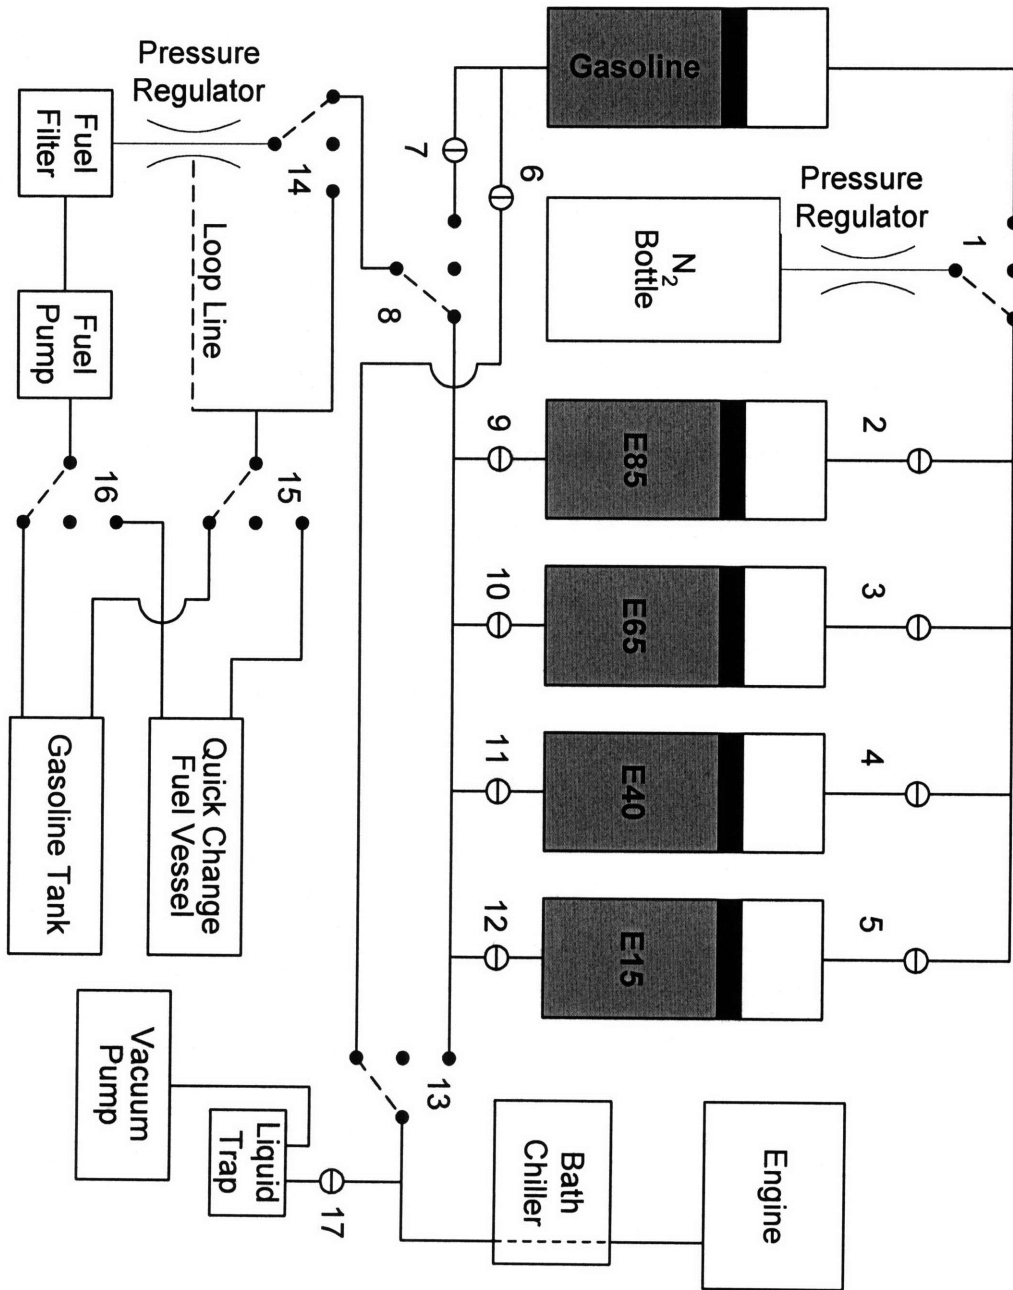 Pressure
Regulator
Fuel
Filter
14
Loop Line
Fuel
Pump
16
15
Gasoline Tank
Quick Change
Fuel Vessel
Vacuum
Pump
Liquid
Trap
17
7
6
8
Gasoline
N2
Bottle
Pressure
Regulator
1
9
E85
2
10
E65
3
11
E40
4
12
E15
5
13
Bath
Chiller
Engine